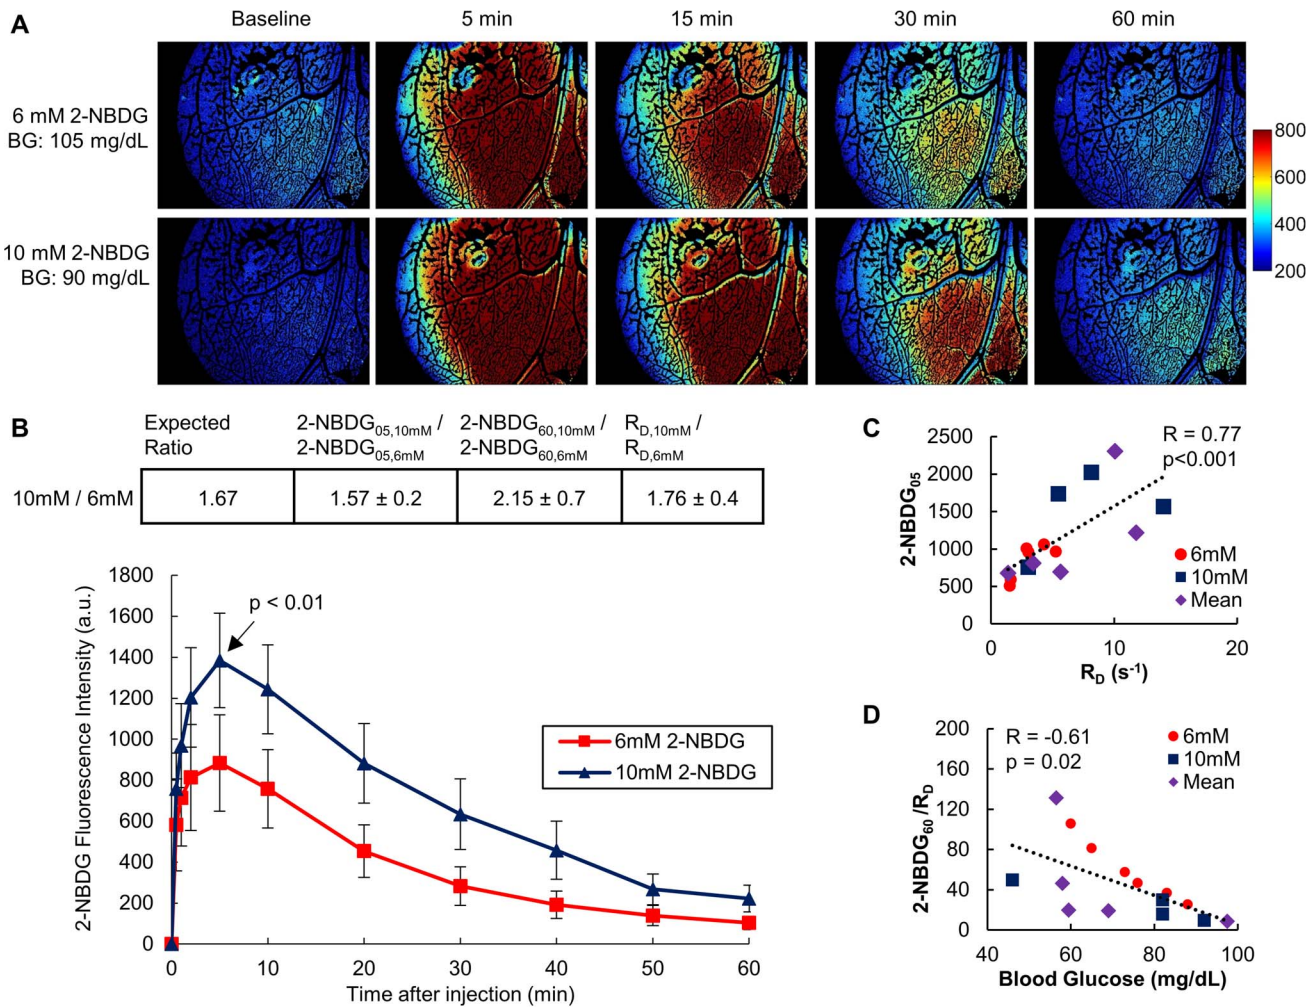 A
Baseline
5 min
15 min
30 min
60 min
6 mM 2-NBDG
BG: 105 mg/dL
10 mM 2-NBDG
BG: 90 mg/dL
800
600
400
200
B
Expected
Ratio
2-NBDG05,10mM /
2-NBDG05,6mM
2-NBDG60,10mM /
2-NBDG60,6mM
RD,10mM /
RD,6mM
10mM / 6mM
1.67
1.57 ± 0.2
2.15 ± 0.7
1.76 ± 0.4
2-NBDG Fluorescence Intensity (a.u.)
1800
1600
1400
1200
1000
800
600
400
200
0
p < 0.01
6mM 2-NBDG
10mM 2-NBDG
0
10
20
30
40
50
60
Time after injection (min)
C
2-NBDG05
2500
2000
1500
1000
500
0
R = 0.77
p<0.001
6mM
10mM
Mean
0
10
20
RD (s-1)
D
2-NBDG60 /RD
200
160
120
80
40
0
R = -0.61
p = 0.02
6mM
10mM
Mean
40
60
80
100
Blood Glucose (mg/dL)